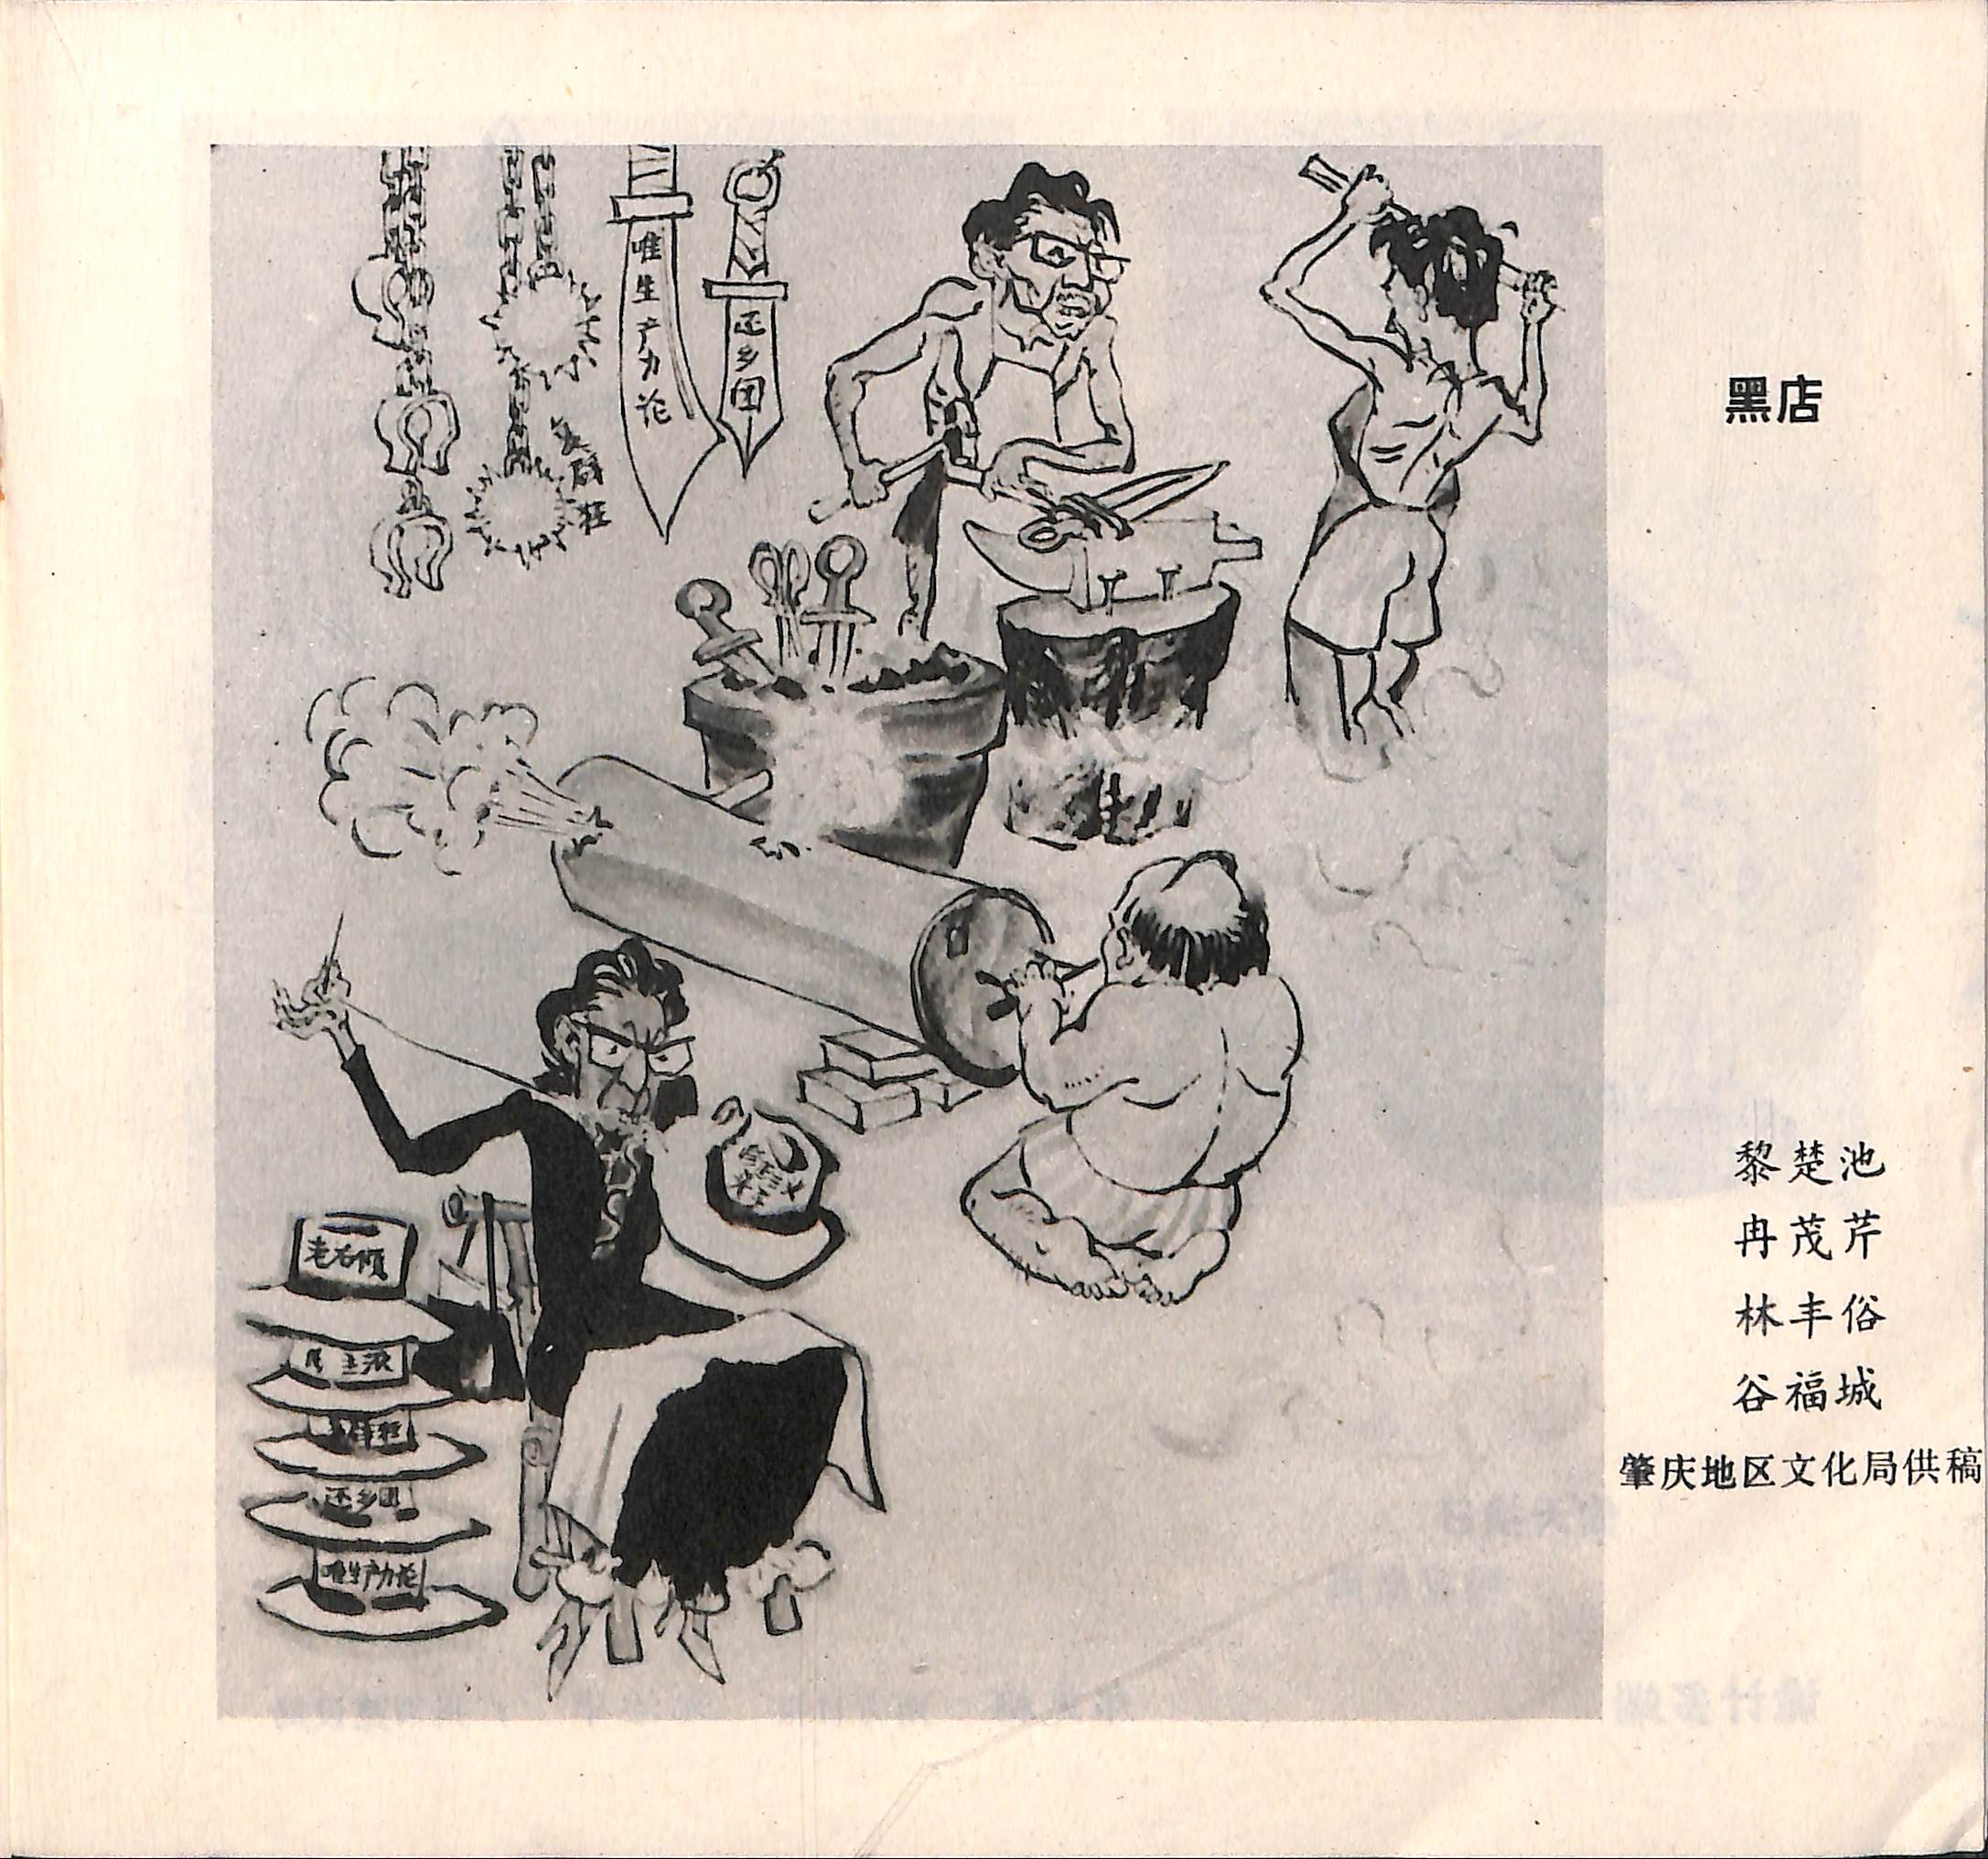 黑店
唯生产力论
还乡团
复辟狂
老右倾
民主派
还乡团
唯生产力论
黎楚池
冉茂芹
林丰俗
谷福城
肇庆地区文化局供稿